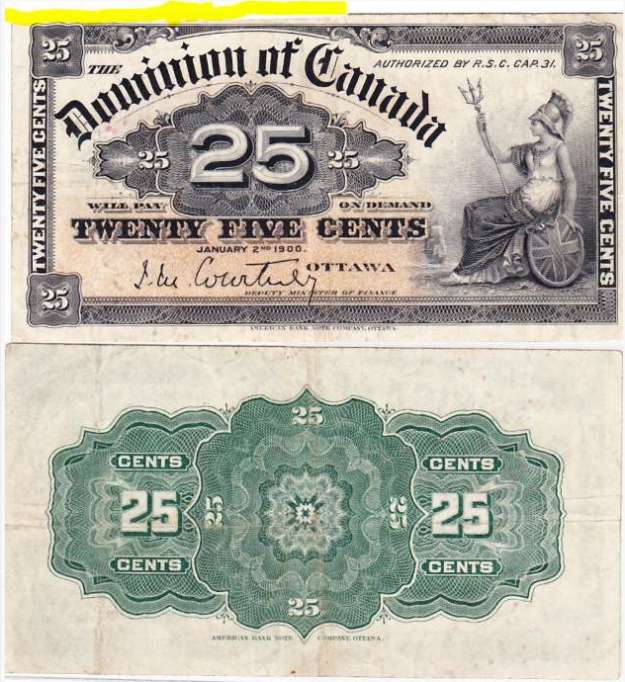 25 25
THE Dominion of Canada
AUTHORIZED BY R.S.C. CAP. 31.
TWENTY FIVE CENTS
25 25 25
TWENTY FIVE CENTS
WILL PAY ON DEMAND
TWENTY FIVE CENTS
JANUARY 2ND 1900.
J. M. Courtney OTTAWA
DEPUTY MINISTER OF FINANCE
25
AMERICAN BANK NOTE COMPANY, OTTAWA.
25
CENTS CENTS
25 25 25 25
CENTS CENTS
25
AMERICAN BANK NOTE COMPANY, OTTAWA.